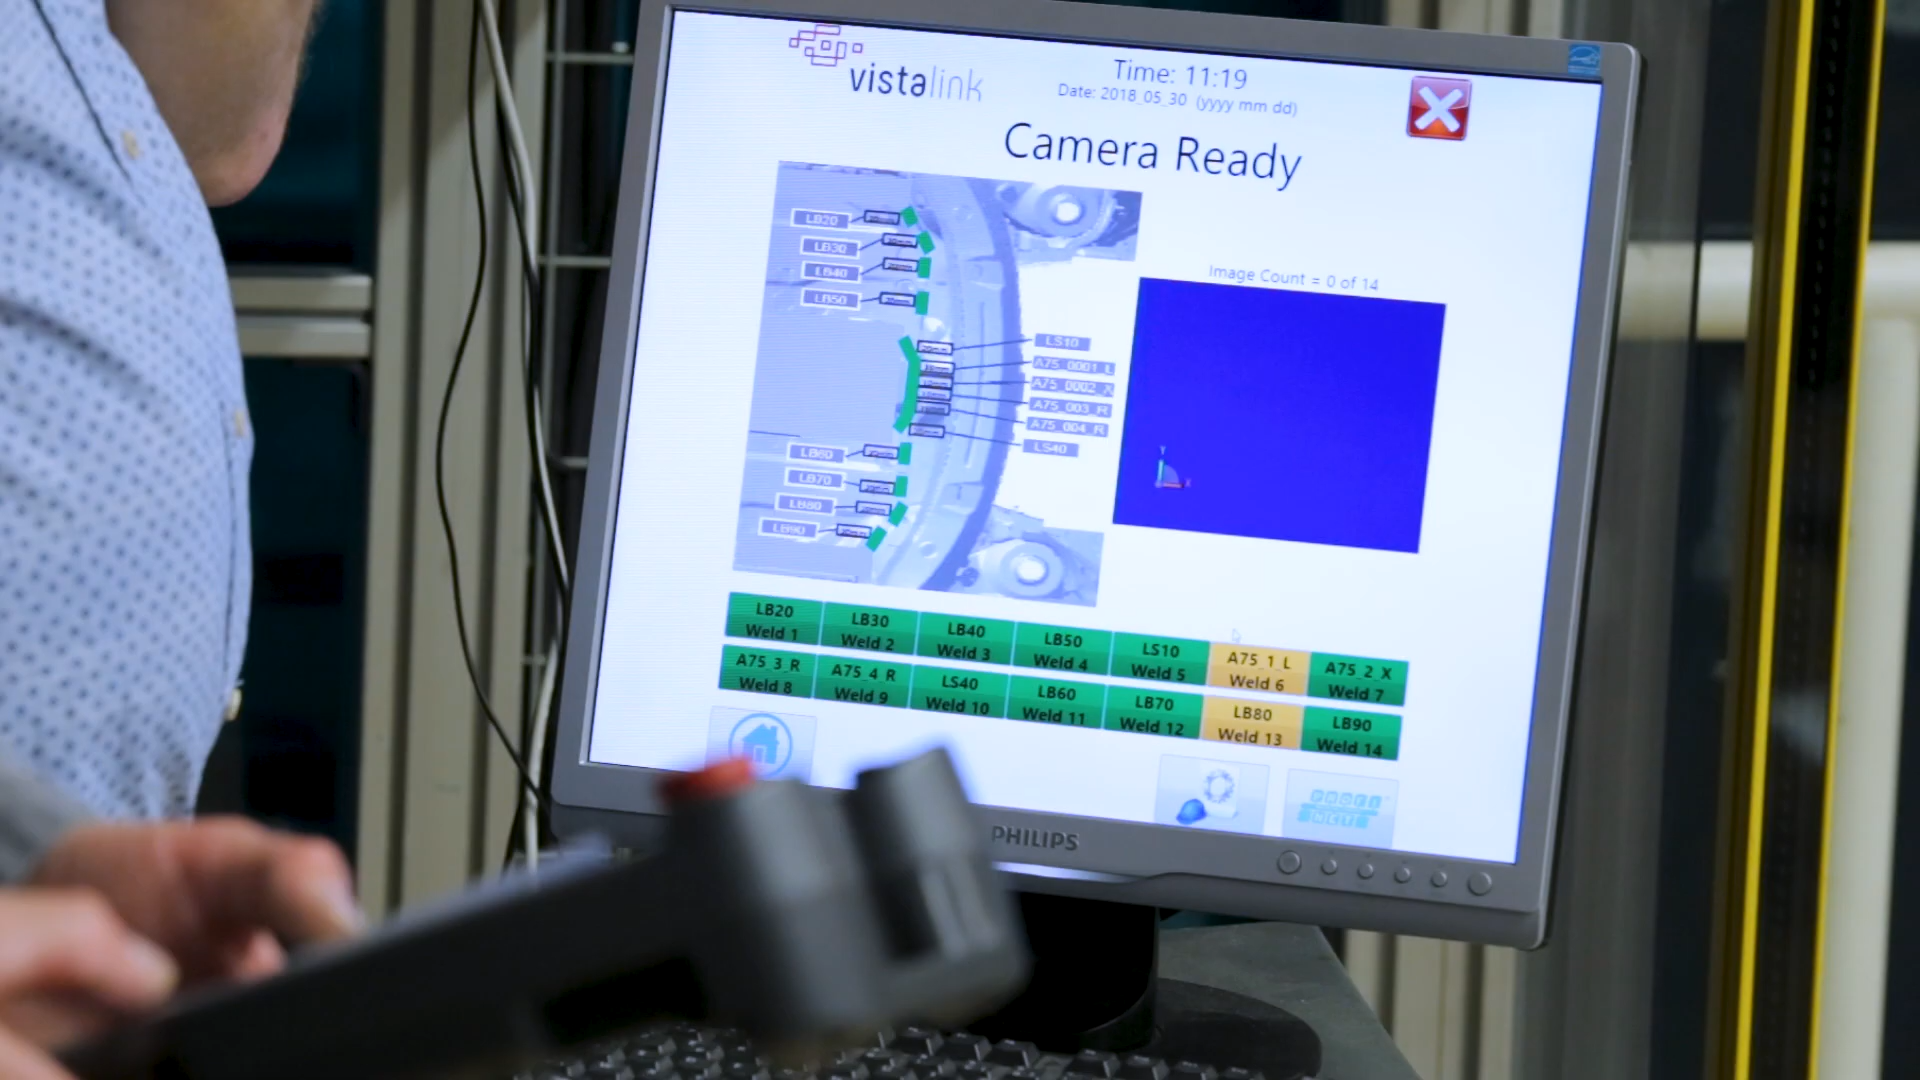 vistalink
Time: 11:19
Date: 2018_05_30 (yyyy mm dd)
Camera Ready
Image Count = 0 of 14
LB20
LB30
LB40
LB50
LS10
A75_0001_L
A75_0002_X
A75_003_R
A75_004_R
LS40
LB60
LB70
LB80
LB90
LB20 LB30 LB40 LB50 LS10 A75_1_L A75_2_X
Weld 1 Weld 2 Weld 3 Weld 4 Weld 5 Weld 6 Weld 7
A75_3_R A75_4_R LS40 LB60 LB70 LB80 LB90
Weld 8 Weld 9 Weld 10 Weld 11 Weld 12 Weld 13 Weld 14
PHILIPS